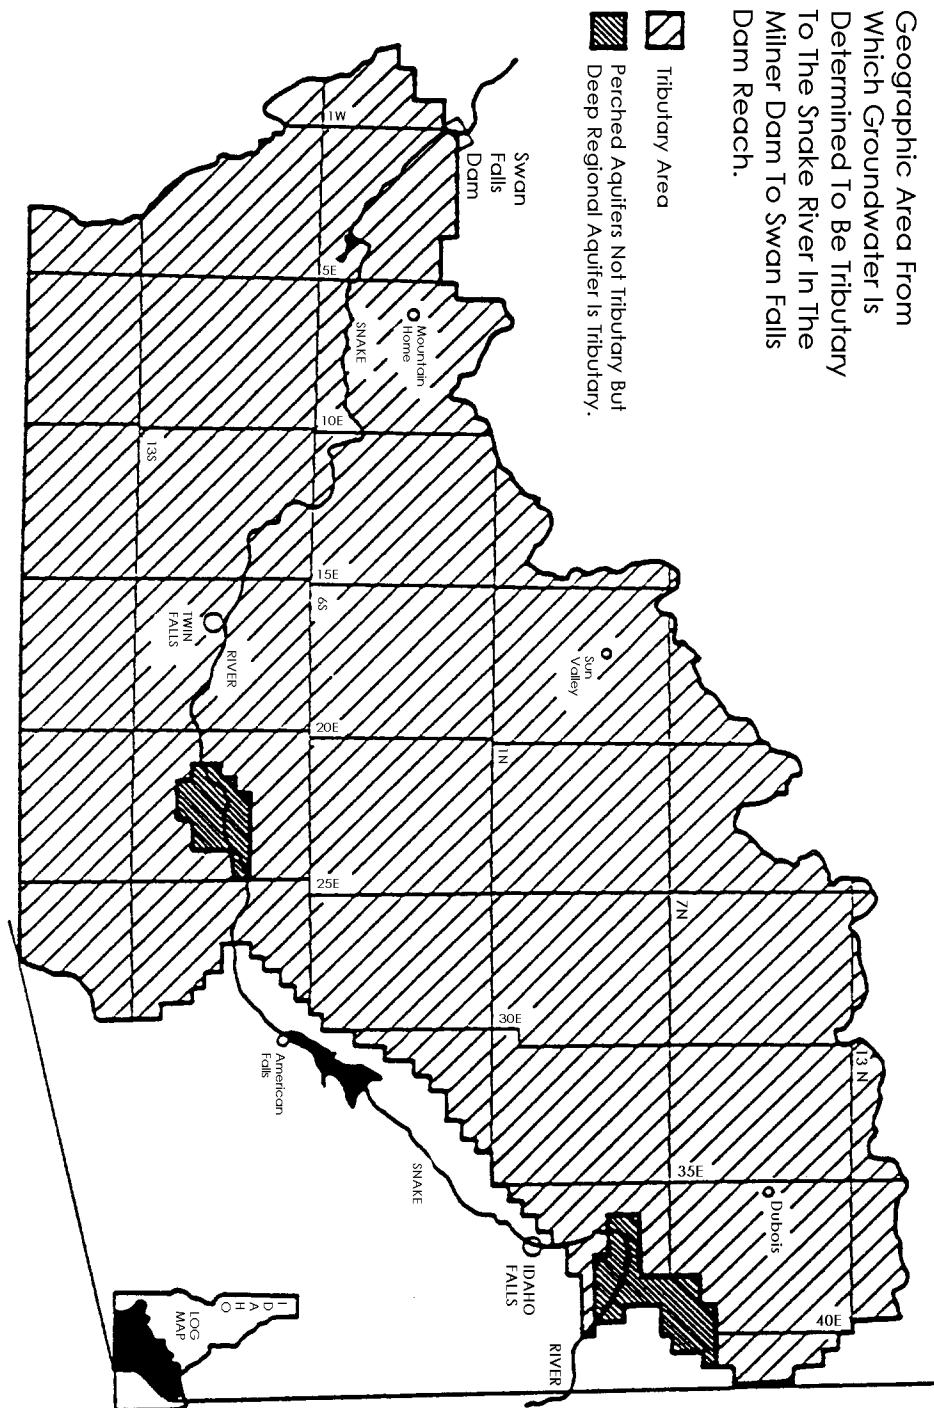 Geographic Area From
Which Groundwater Is
Determined To Be Tributary
To The Snake River In The
Milner Dam To Swan Falls
Dam Reach.
Tributary Area
Perched Aquifers Not Tributary But
Deep Regional Aquifer Is Tributary.
Swan
Falls
Dam
1W
5E
Mountain
Home
SNAKE
10E
13S
15E
6S
TWIN
FALLS
RIVER
Sun
Valley
20E
1N
25E
7N
30E
13 N
American
Falls
SNAKE
35E
Dubois
IDAHO
FALLS
40E
RIVER
IDAHO
LOG
MAP